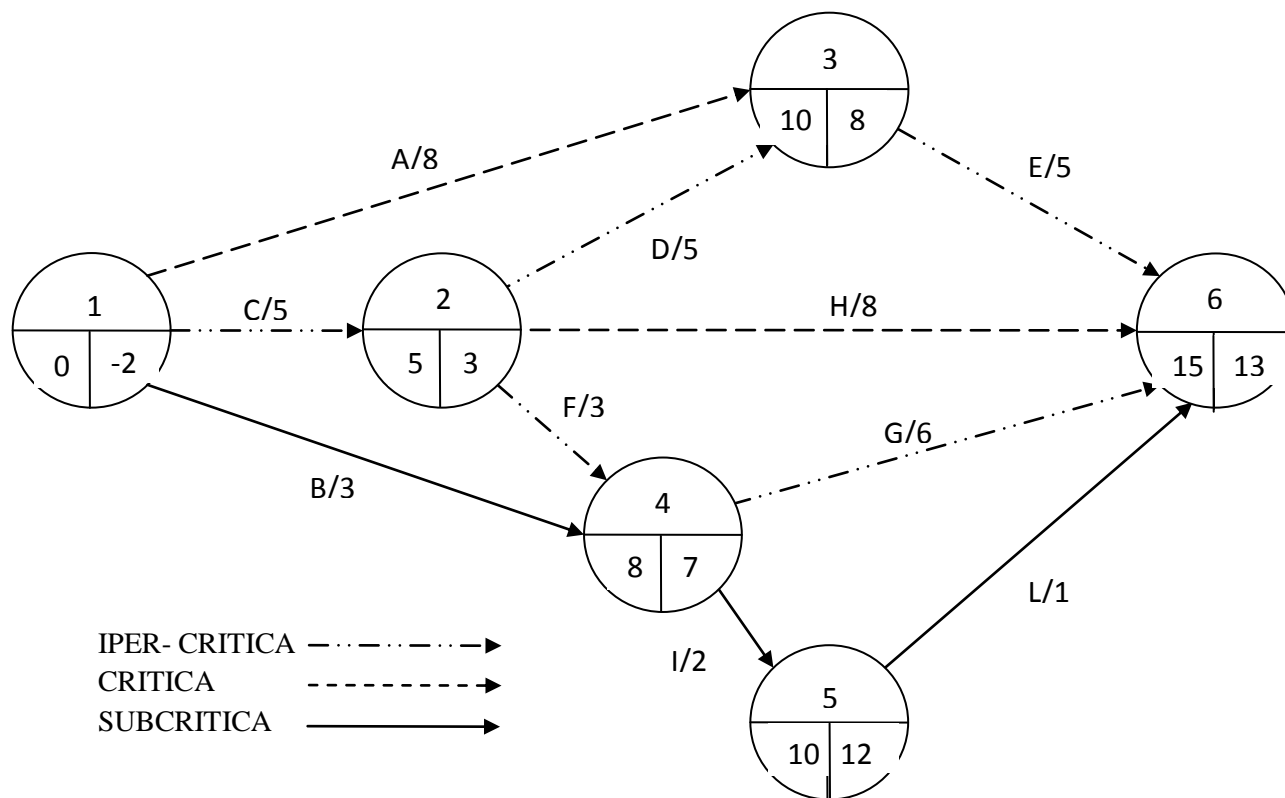 3
10 8
A/8
E/5
D/5
1
0 -2
C/5
2
5 3
H/8
6
15 13
F/3
G/6
B/3
4
8 7
L/1
I/2
5
10 12
IPER- CRITICA
CRITICA
SUBCRITICA